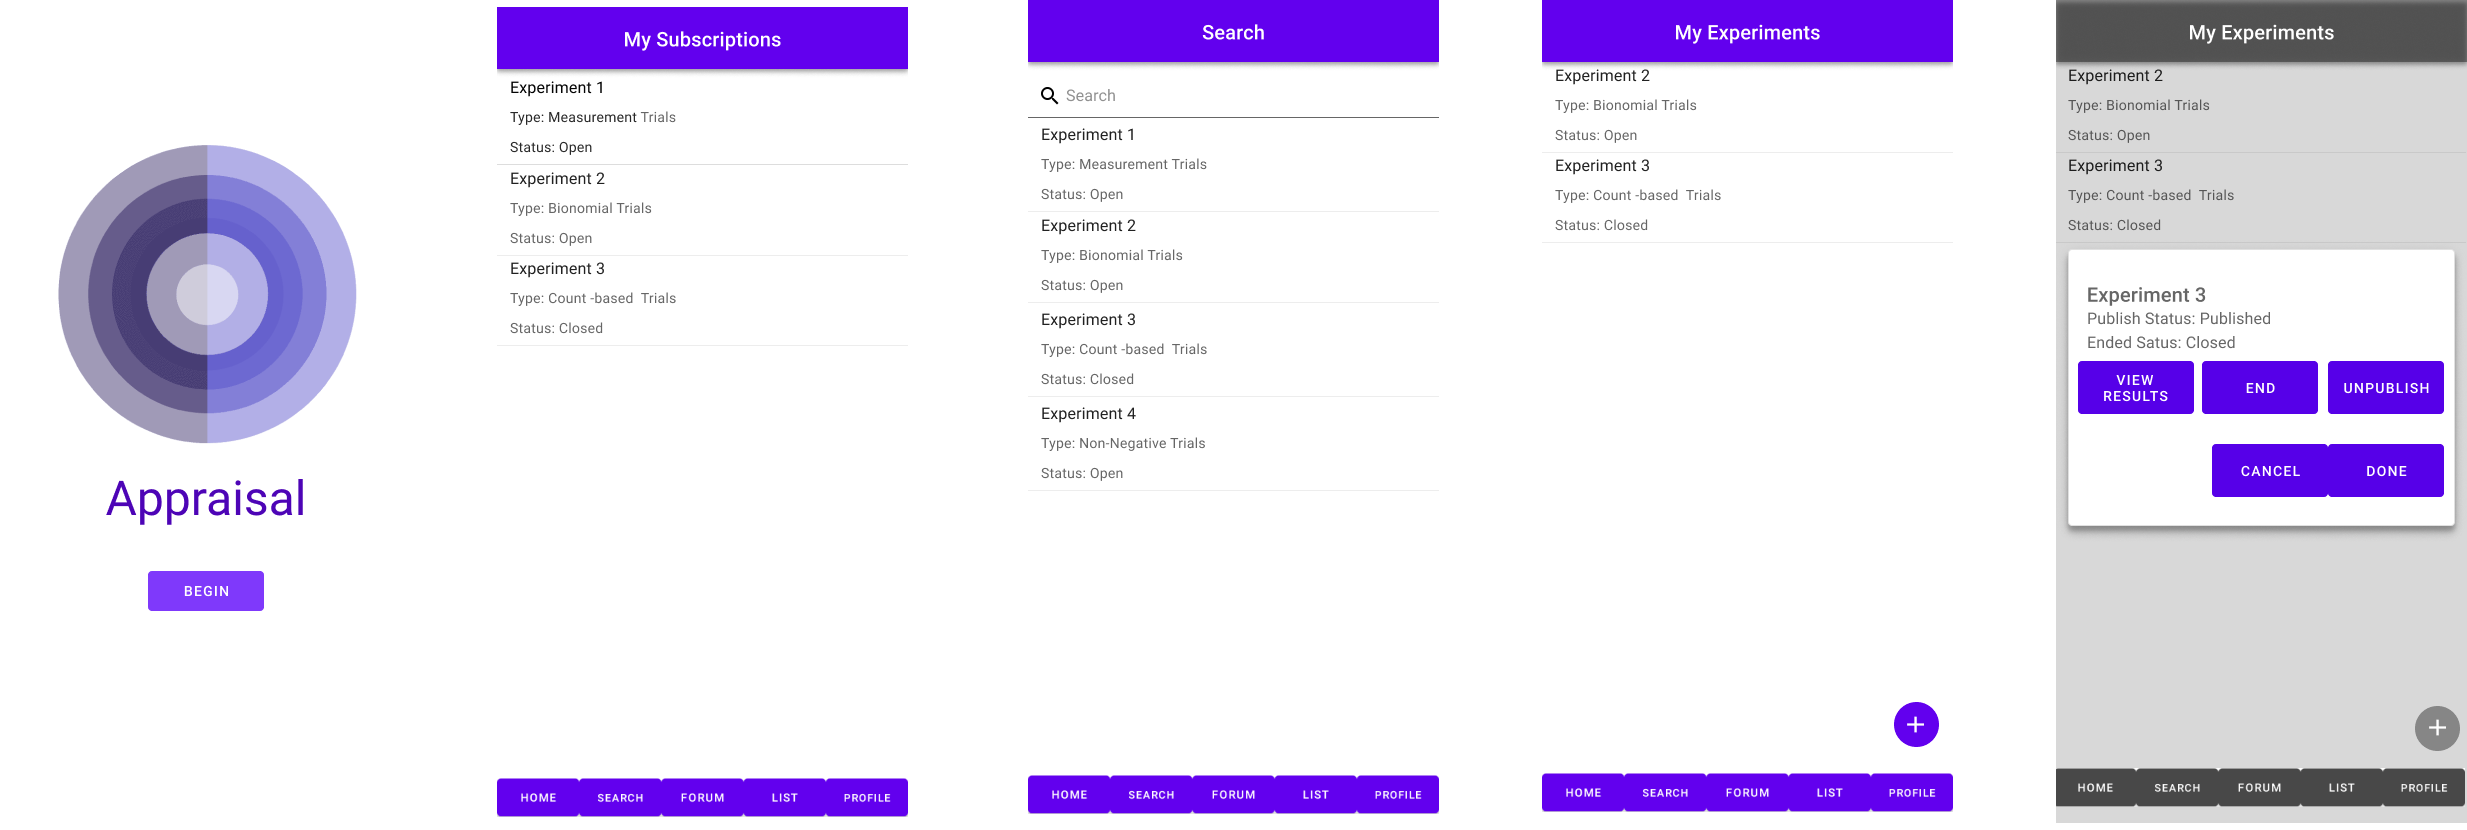 Appraisal
BEGIN
My Subscriptions
Experiment 1
Type: Measurement Trials
Status: Open
Experiment 2
Type: Bionomial Trials
Status: Open
Experiment 3
Type: Count -based  Trials
Status: Closed
HOME SEARCH FORUM LIST PROFILE
Search
Search
Experiment 1
Type: Measurement Trials
Status: Open
Experiment 2
Type: Bionomial Trials
Status: Open
Experiment 3
Type: Count -based  Trials
Status: Closed
Experiment 4
Type: Non-Negative Trials
Status: Open
HOME SEARCH FORUM LIST PROFILE
My Experiments
Experiment 2
Type: Bionomial Trials
Status: Open
Experiment 3
Type: Count -based  Trials
Status: Closed
+
HOME SEARCH FORUM LIST PROFILE
My Experiments
Experiment 2
Type: Bionomial Trials
Status: Open
Experiment 3
Type: Count -based  Trials
Status: Closed
Experiment 3
Publish Status: Published
Ended Satus: Closed
VIEW
RESULTS
END
UNPUBLISH
CANCEL DONE
+
HOME SEARCH FORUM LIST PROFILE